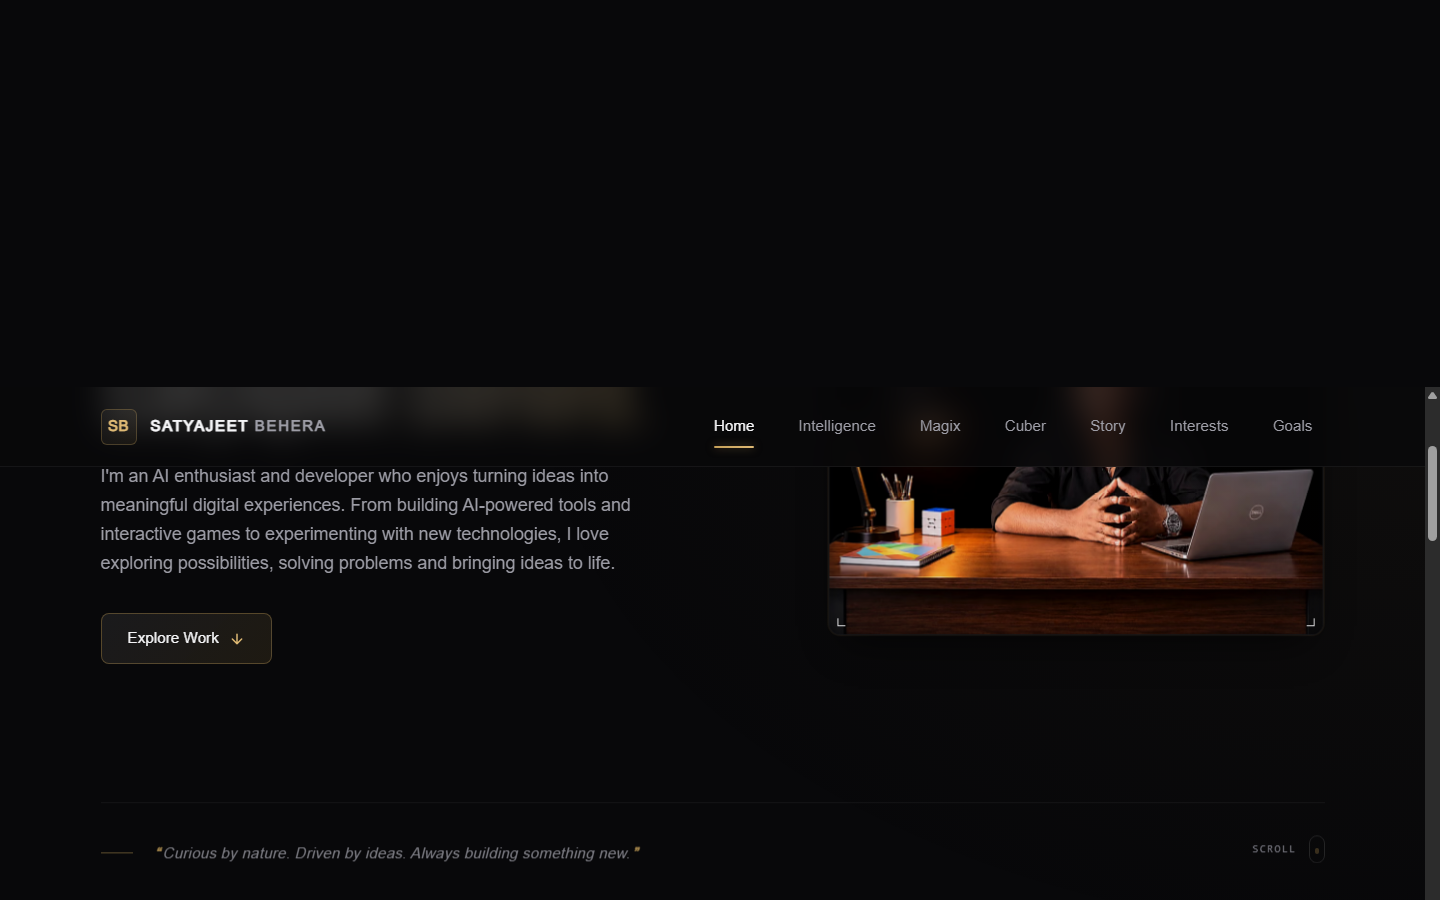 SB SATYAJEET BEHERA Home Intelligence Magix Cuber Story Interests Goals
I'm an AI enthusiast and developer who enjoys turning ideas into
meaningful digital experiences. From building AI-powered tools and
interactive games to experimenting with new technologies, I love
exploring possibilities, solving problems and bringing ideas to life.
DELL
Explore Work
❝Curious by nature. Driven by ideas. Always building something new.❞
SCROLL